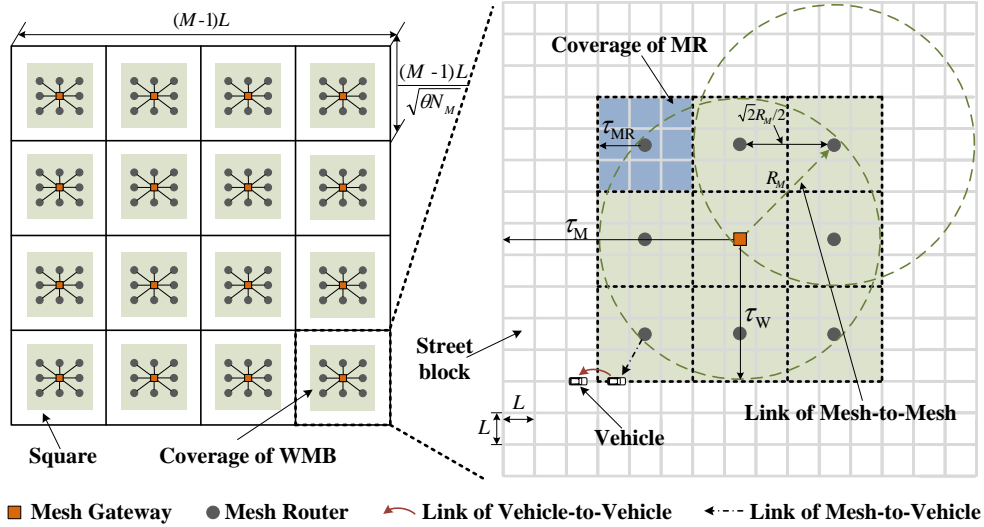 (M-1)L
(M-1)L
√θN_M
Coverage of MR
τ_MR
√2R_M/2
R_M
τ_M
τ_W
Street
block
L
L
Vehicle
Link of Mesh-to-Mesh
Square
Coverage of WMB
Mesh Gateway
Mesh Router
Link of Vehicle-to-Vehicle
Link of Mesh-to-Vehicle